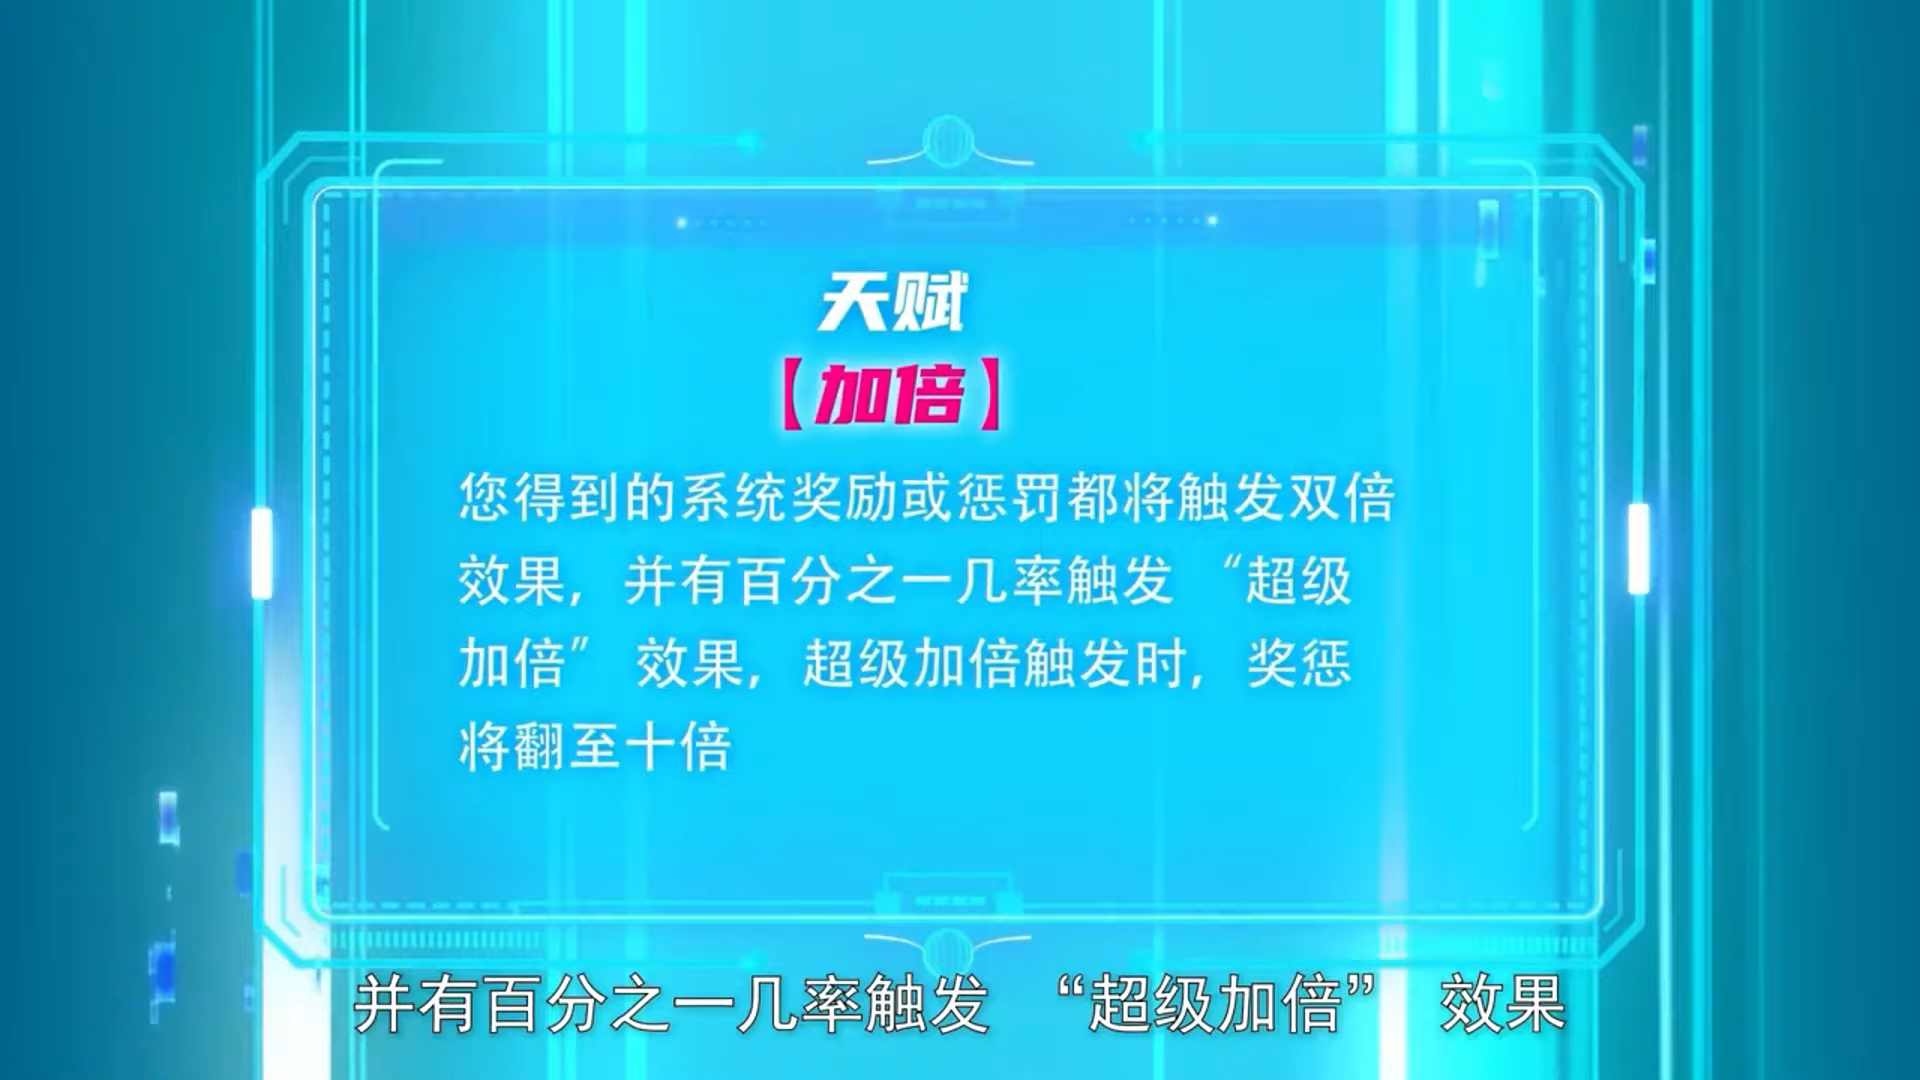 天赋
【加倍】
您得到的系统奖励或惩罚都将触发双倍
效果，并有百分之一几率触发 “超级
加倍” 效果，超级加倍触发时，奖惩
将翻至十倍
并有百分之一几率触发 “超级加倍” 效果